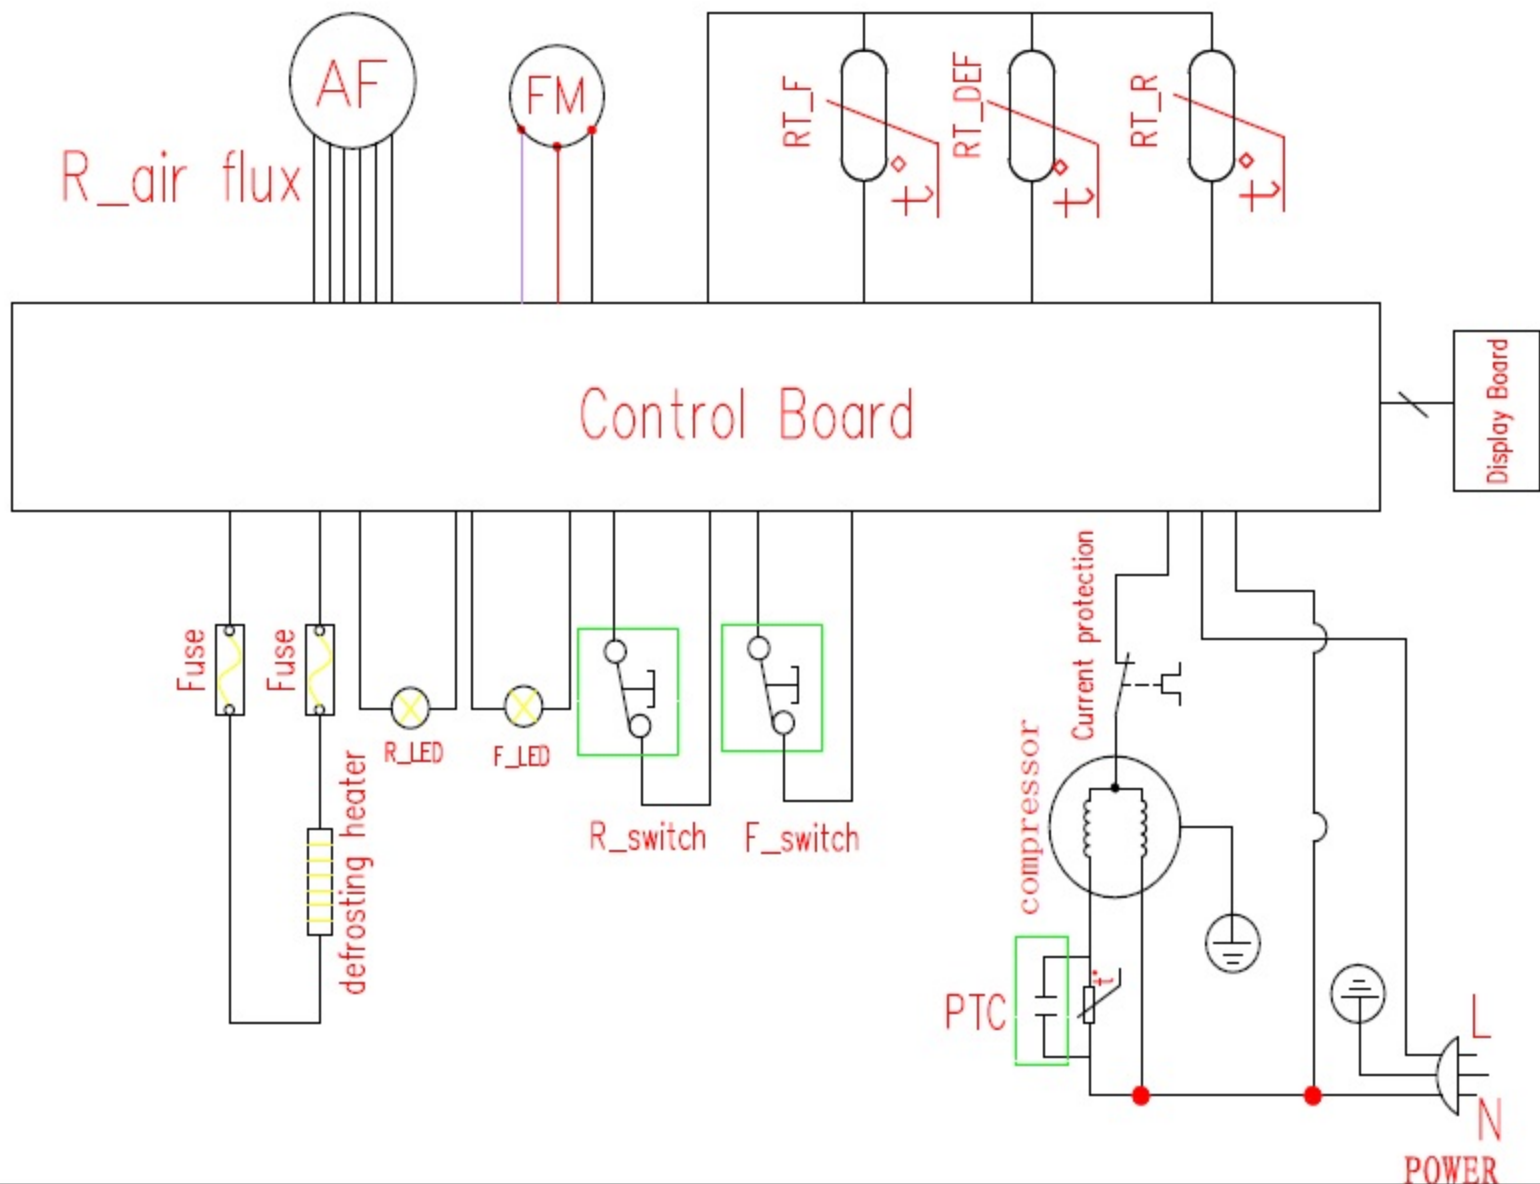 AF
FM
R_air flux
RT_F
t°
RT_DEF
t°
RT_R
t°
Control Board
Display Board
Fuse
Fuse
defrosting heater
R_LED
F_LED
R_switch
F_switch
Current protection
compressor
PTC
t
L
N
POWER